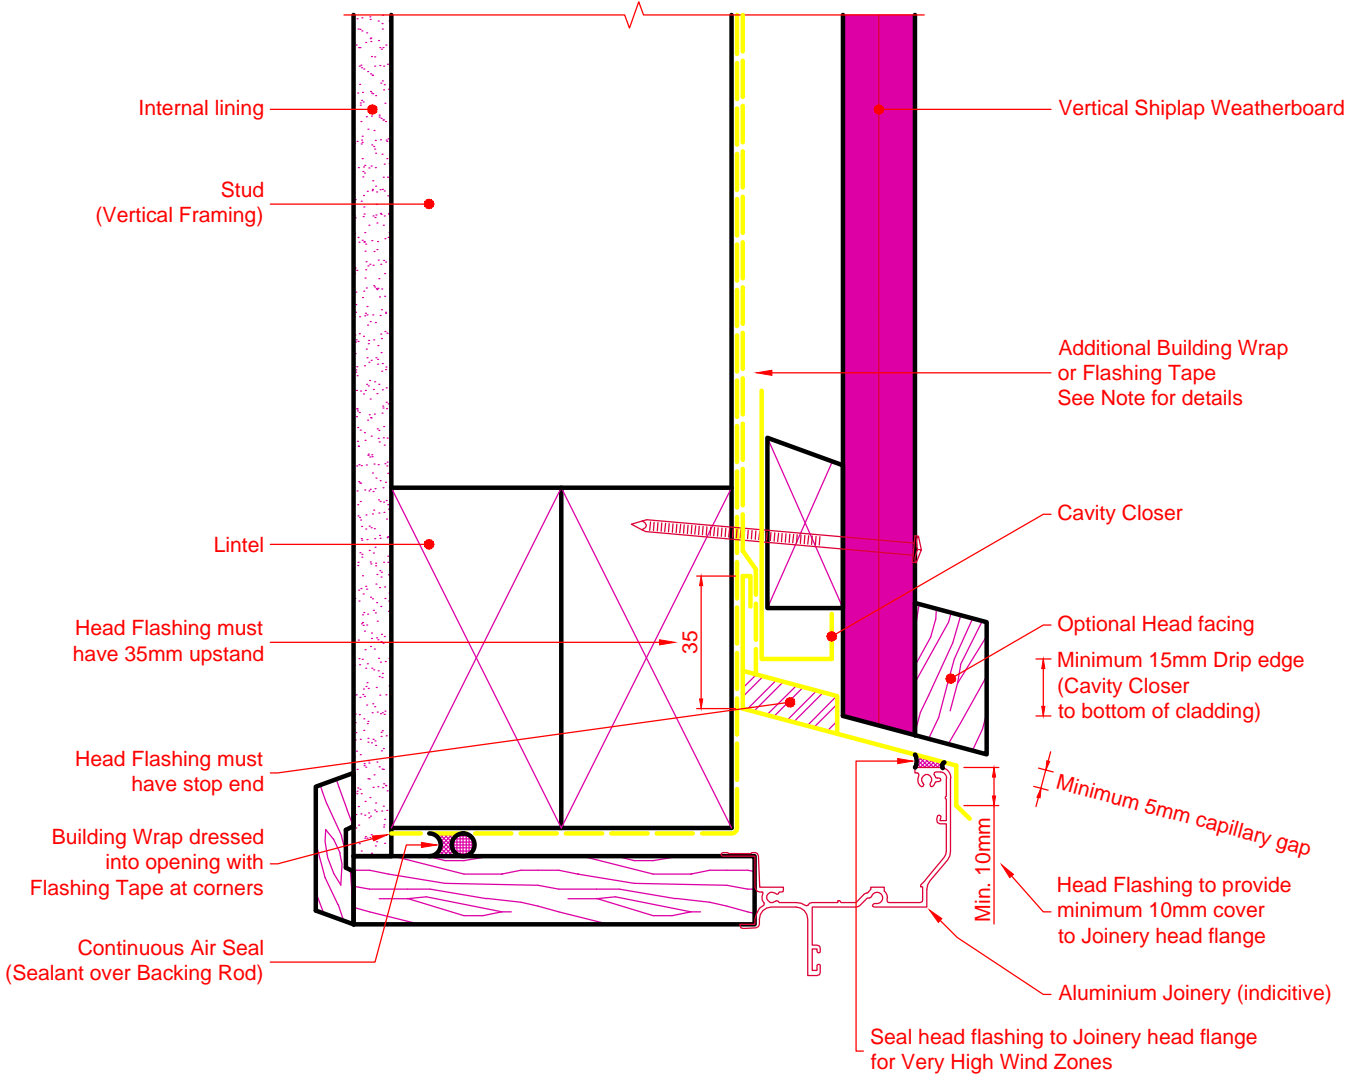 Internal lining
Stud
(Vertical Framing)
Lintel
Head Flashing must
have 35mm upstand
Head Flashing must
have stop end
Building Wrap dressed
into opening with
Flashing Tape at corners
Continuous Air Seal
(Sealant over Backing Rod)
35
Vertical Shiplap Weatherboard
Additional Building Wrap
or Flashing Tape
See Note for details
Cavity Closer
Optional Head facing
Minimum 15mm Drip edge
(Cavity Closer
to bottom of cladding)
Minimum 5mm capillary gap
Min. 10mm
Head Flashing to provide
minimum 10mm cover
to Joinery head flange
Aluminium Joinery (indicitive)
Seal head flashing to Joinery head flange
for Very High Wind Zones